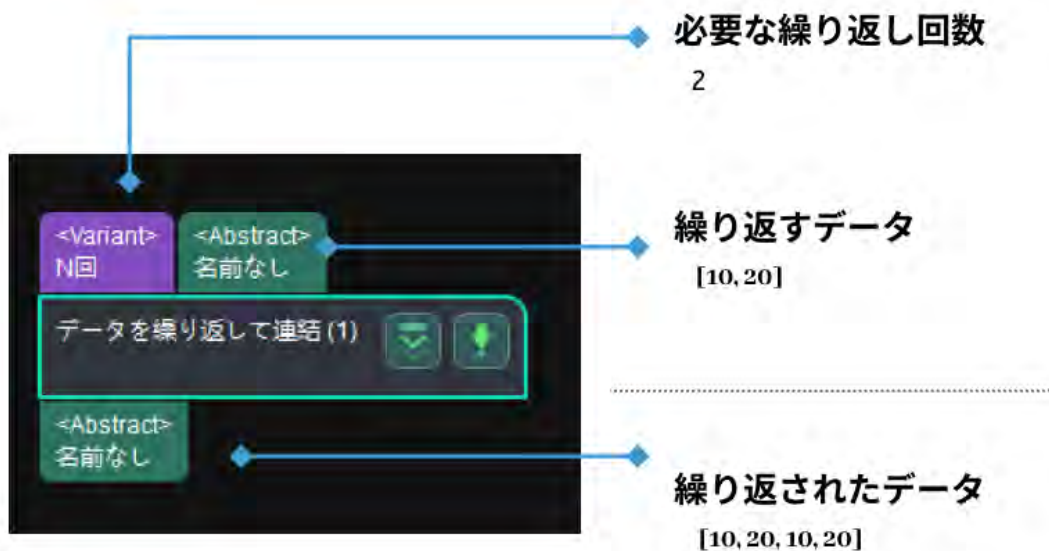 必要な繰り返し回数
2
<Variant>
N回
<Abstract>
名前なし
繰り返すデータ
[10, 20]
データを繰り返して連結 (1)
<Abstract>
名前なし
繰り返されたデータ
[10, 20, 10, 20]